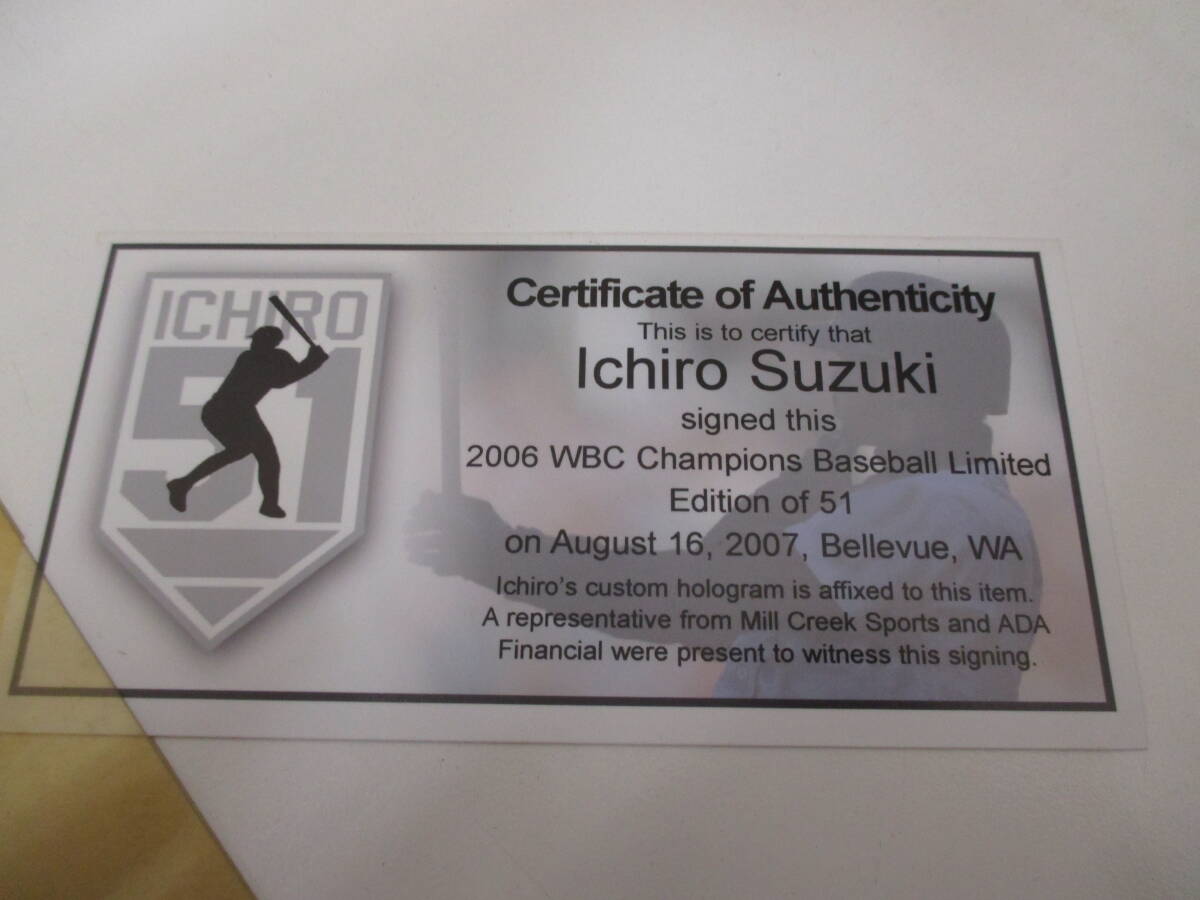 ICHIRO
51
Certificate of Authenticity
This is to certify that
Ichiro Suzuki
signed this
2006 WBC Champions Baseball Limited
Edition of 51
on August 16, 2007, Bellevue, WA
Ichiro's custom hologram is affixed to this item.
A representative from Mill Creek Sports and ADA
Financial were present to witness this signing.